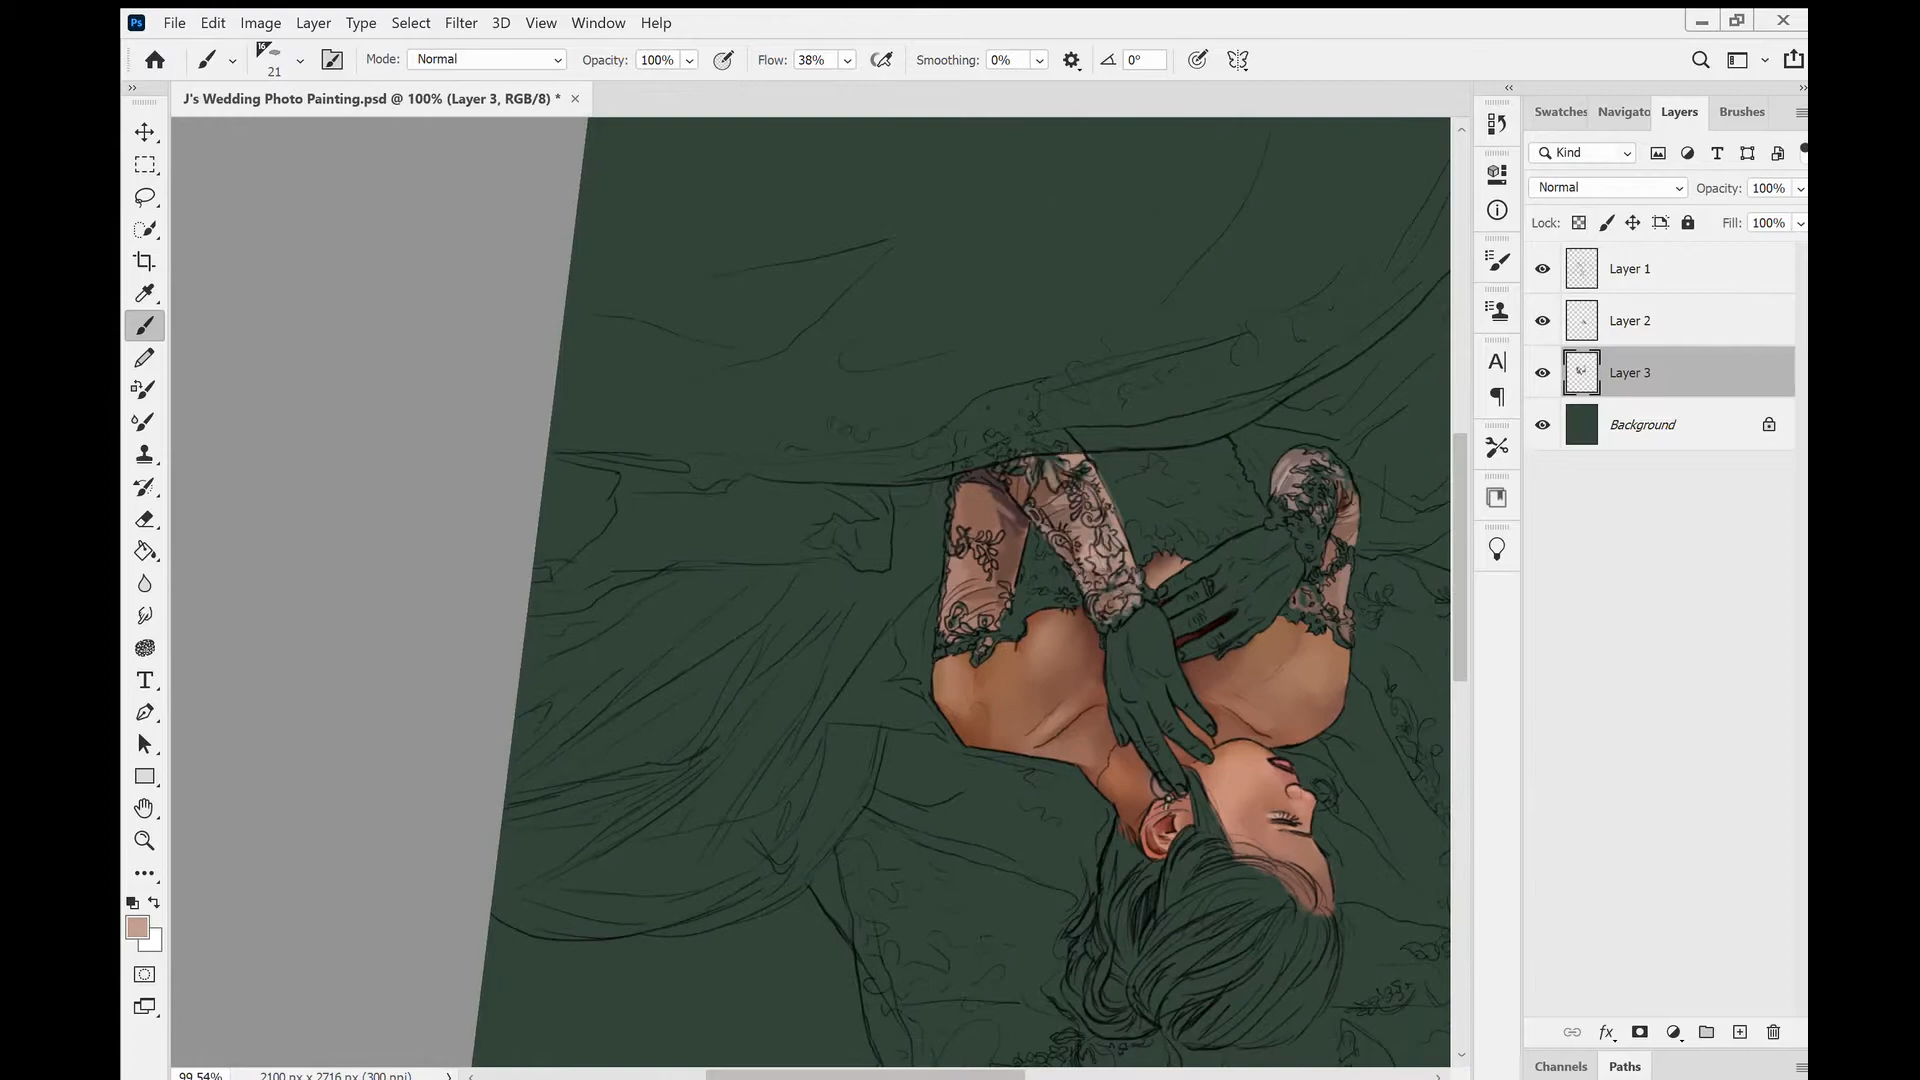 Ps File Edit Image Layer Type Select Filter 3D View Window Help
16 21 Mode: Normal Opacity: 100% Flow: 38% Smoothing: 0% 0°
J's Wedding Photo Painting.psd @ 100% (Layer 3, RGB/8) * ×
Swatches Navigato Layers Brushes
Kind
Normal Opacity: 100%
Lock: Fill: 100%
Layer 1
Layer 2
Layer 3
Background
Channels Paths
99.54% 2100 px x 2716 px (300 ppi)